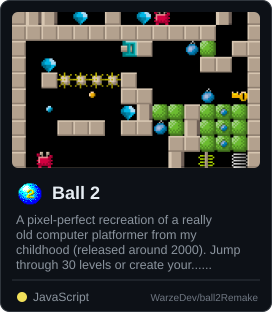 Ball 2
A pixel-perfect recreation of a really
old computer platformer from my
childhood (released around 2000). Jump
through 30 levels or create your......
JavaScript
WarzeDev/ball2Remake